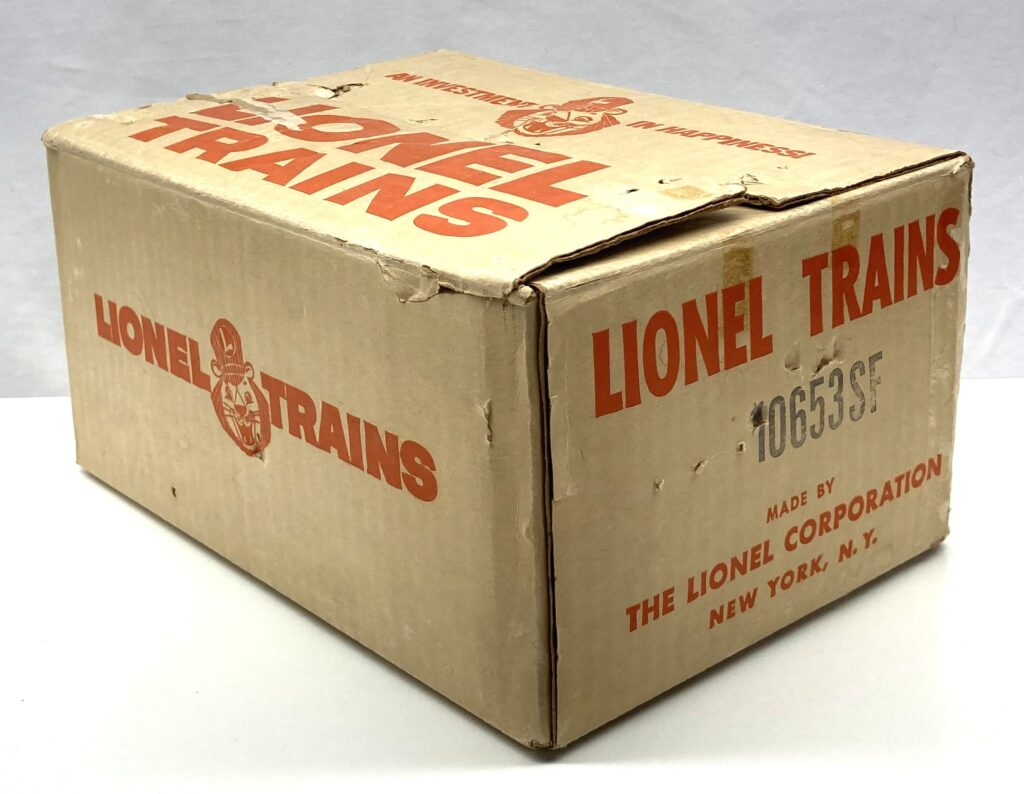 LIONEL
TRAINS
AN INVESTMENT IN HAPPINESS!
LIONEL TRAINS
LIONEL TRAINS
10653SF
MADE BY
THE LIONEL CORPORATION
NEW YORK, N. Y.